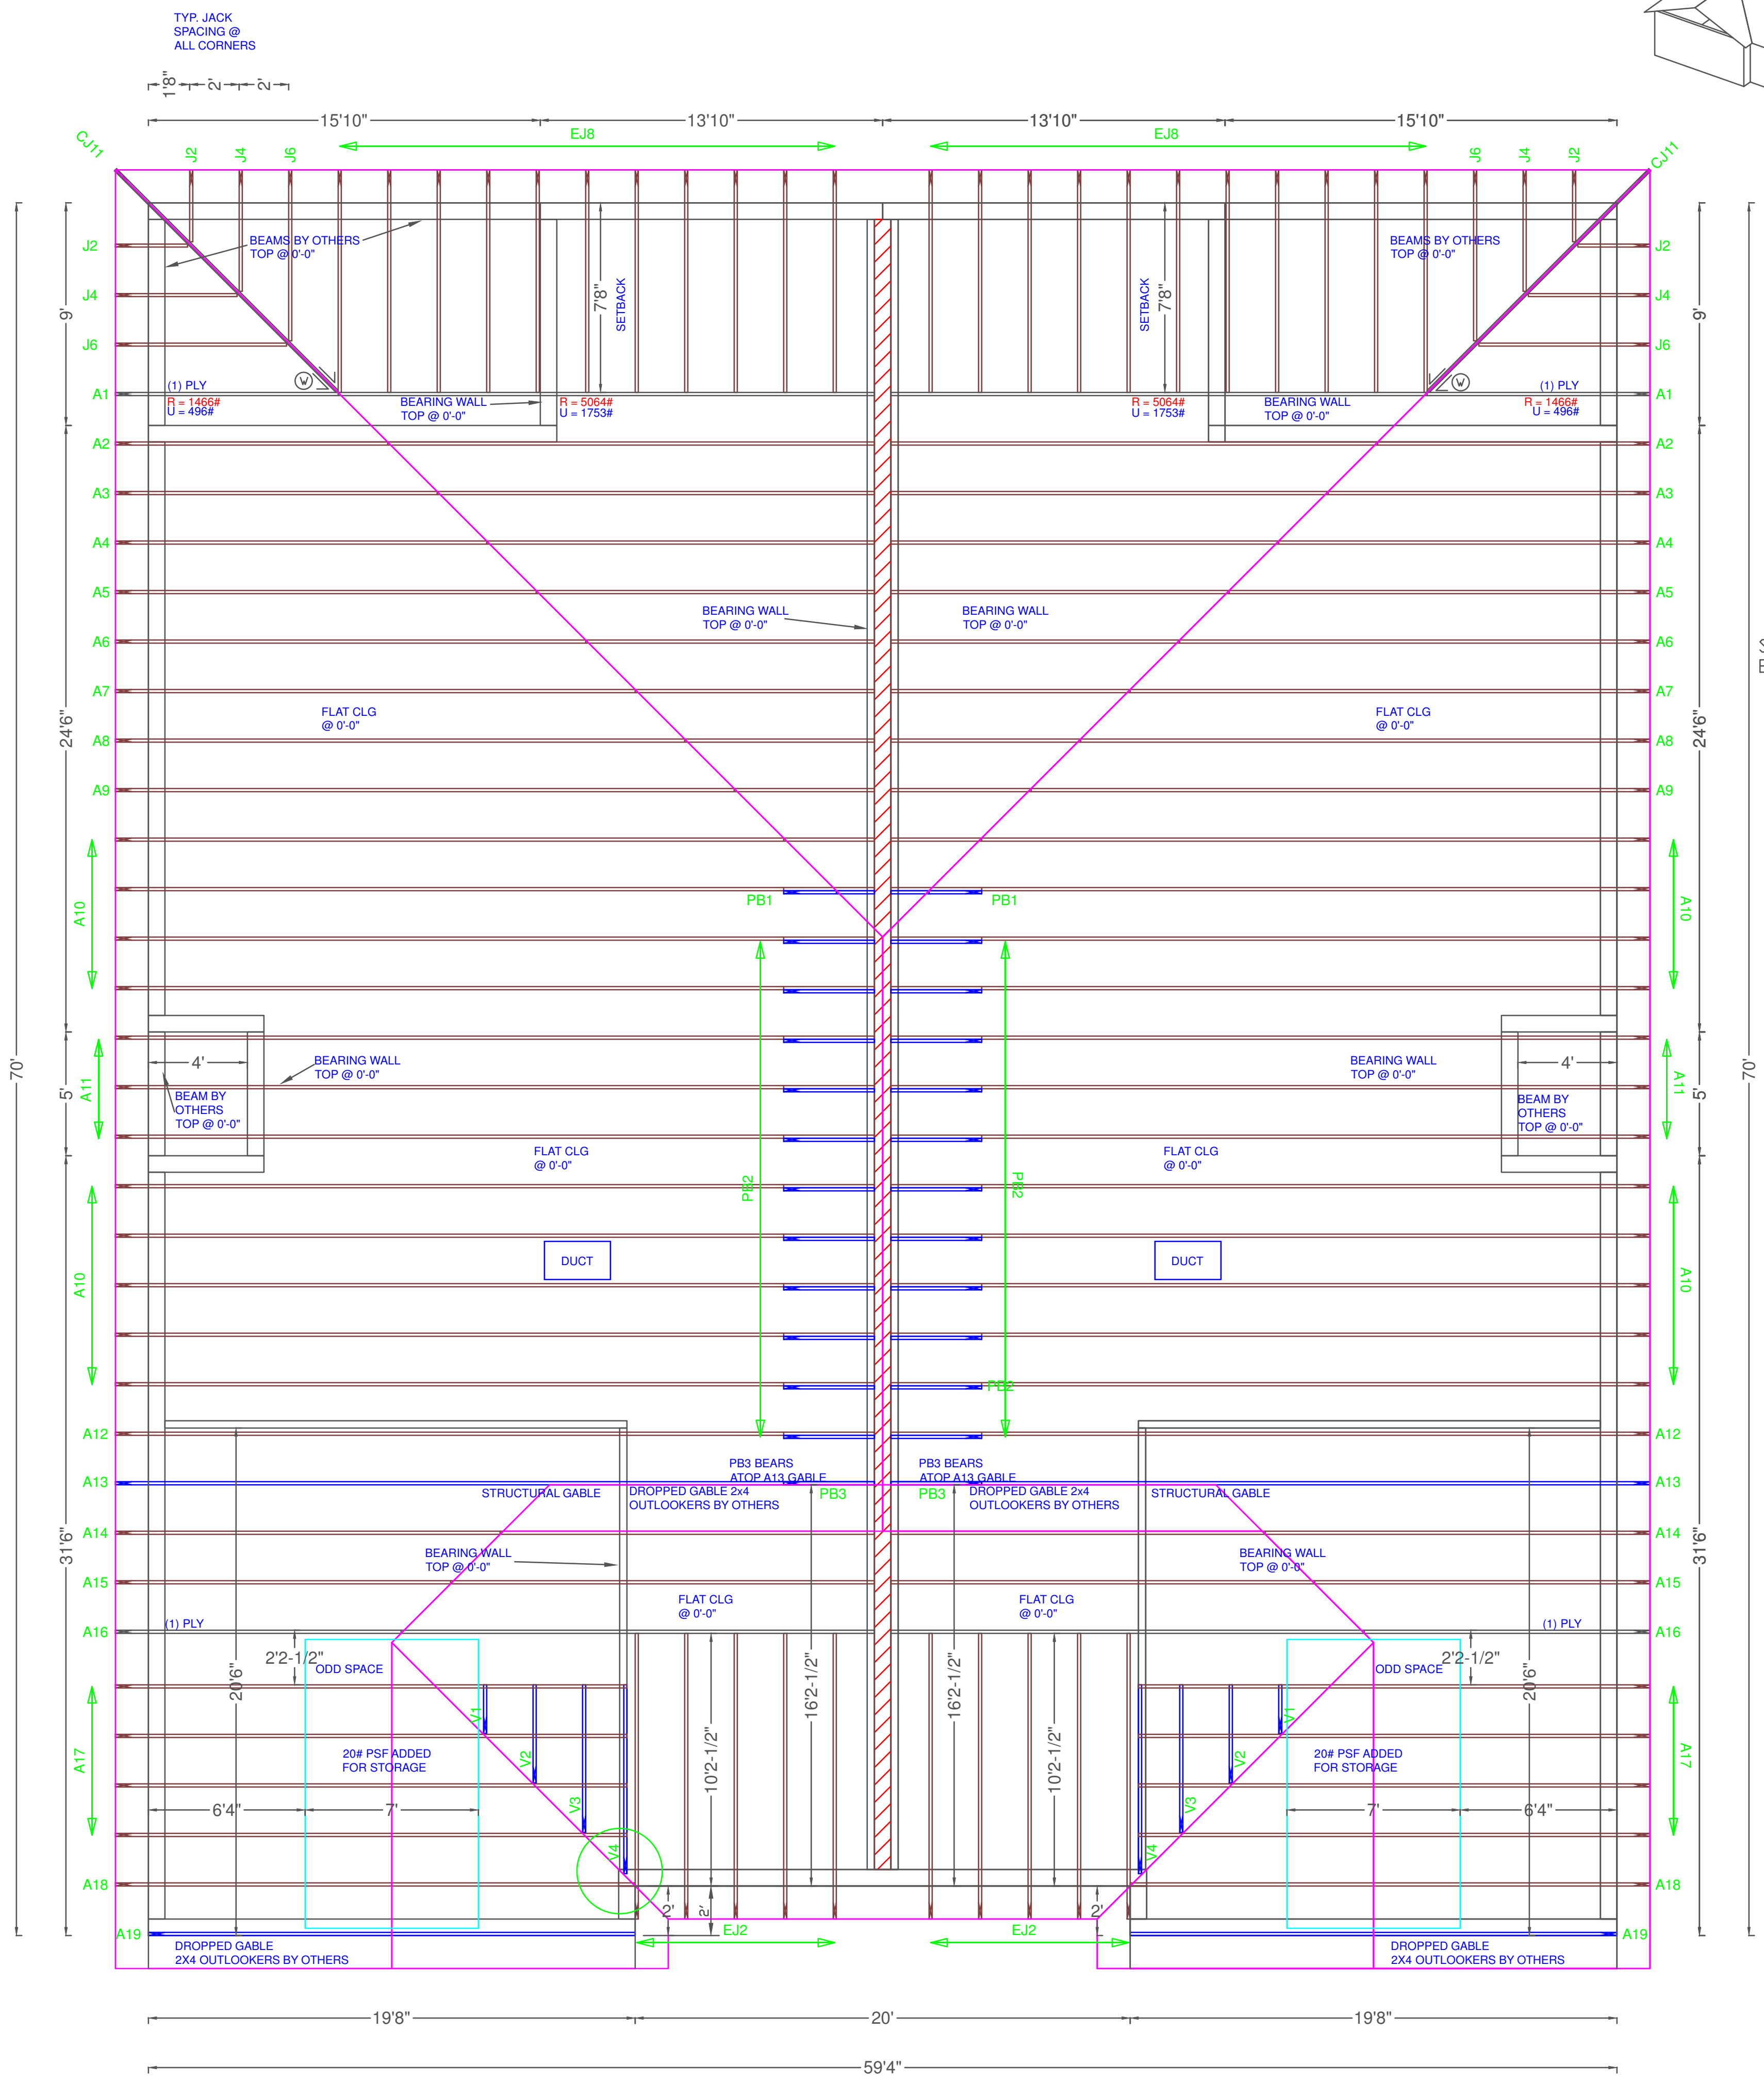 TYP. JACK
SPACING @
ALL CORNERS
1'8" 2' 2'
15'10" 13'10" 13'10" 15'10"
EJ8 EJ8
CJ11 J2 J4 J6 J6 J4 J2 CJ11
J2 BEAMS BY OTHERS BEAMS BY OTHERS J2
TOP @ 0'-0" TOP @ 0'-0"
J4 7'8" SETBACK SETBACK 7'8" J4
9' 9'
J6 J6
W W
(1) PLY (1) PLY
A1 A1
R = 1466# BEARING WALL R = 5064# R = 5064# BEARING WALL R = 1466#
U = 496# TOP @ 0'-0" U = 1753# U = 1753# TOP @ 0'-0" U = 496#
A2 A2
A3 A3
A4 A4
A5 A5
BEARING WALL BEARING WALL
TOP @ 0'-0" TOP @ 0'-0"
A6 A6
A7 A7
24'6" FLAT CLG FLAT CLG 24'6"
@ 0'-0" @ 0'-0"
A8 A8
A9 A9
PB1 PB1
A10 A10
70' 4' BEARING WALL BEARING WALL 4' 70'
TOP @ 0'-0" TOP @ 0'-0"
A11 A11
5' BEAM BY BEAM BY 5'
OTHERS OTHERS
TOP @ 0'-0" TOP @ 0'-0"
FLAT CLG FLAT CLG
@ 0'-0" @ 0'-0"
PB2 PB2
DUCT DUCT
A10 A10
PB2
A12 A12
PB3 BEARS PB3 BEARS
ATOP A13 GABLE ATOP A13 GABLE
A13 A13
STRUCTURAL GABLE DROPPED GABLE 2x4 PB3 PB3 DROPPED GABLE 2x4 STRUCTURAL GABLE
OUTLOOKERS BY OTHERS OUTLOOKERS BY OTHERS
A14 A14
31'6" BEARING WALL BEARING WALL 31'6"
TOP @ 0'-0" TOP @ 0'-0"
A15 A15
FLAT CLG FLAT CLG
@ 0'-0" @ 0'-0"
(1) PLY (1) PLY
A16 A16
2'2-1/2" 2'2-1/2"
ODD SPACE ODD SPACE
20'6" 16'2-1/2" 16'2-1/2" 20'6"
V1 V1
A17 20# PSF ADDED V2 10'2-1/2" 10'2-1/2" V2 20# PSF ADDED A17
FOR STORAGE FOR STORAGE
6'4" 7' V3 V3 7' 6'4"
V4 V4
A18 A18
2' 2' 2'
A19 EJ2 EJ2 A19
DROPPED GABLE DROPPED GABLE
2X4 OUTLOOKERS BY OTHERS 2X4 OUTLOOKERS BY OTHERS
19'8" 20' 19'8"
59'4"